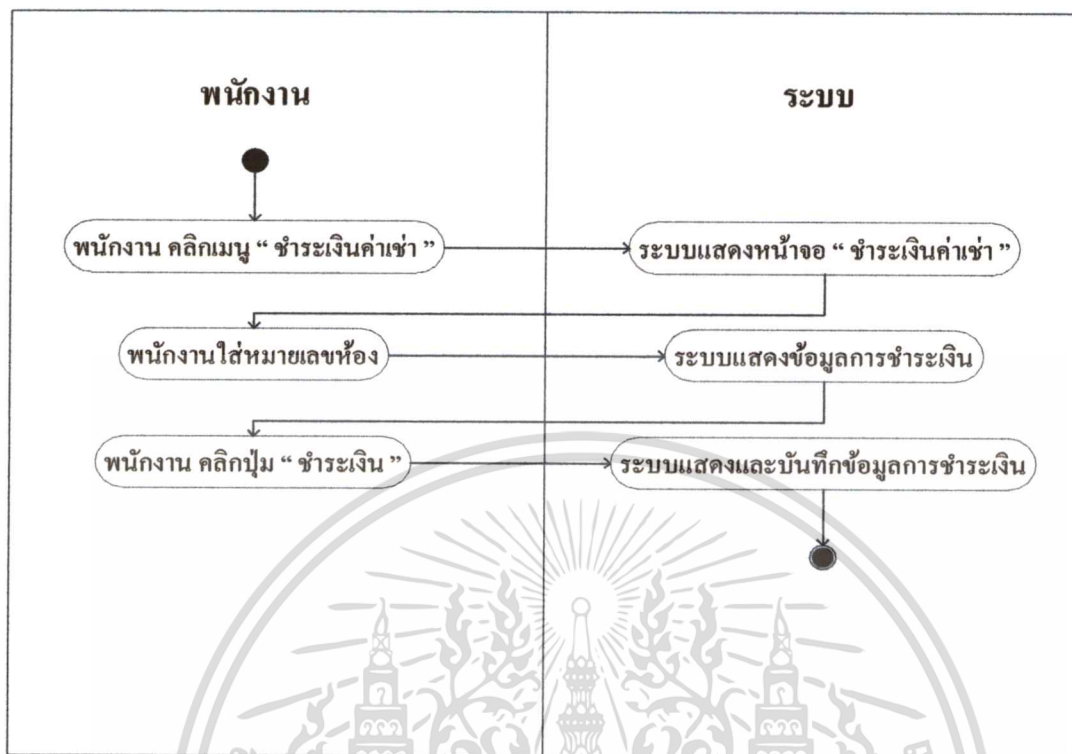 พนักงาน
ระบบ
พนักงาน คลิกเมนู “ ชำระเงินค่าเช่า ”
ระบบแสดงหน้าจอ “ ชำระเงินค่าเช่า ”
พนักงานใส่หมายเลขห้อง
ระบบแสดงข้อมูลการชำระเงิน
พนักงาน คลิกปุ่ม “ ชำระเงิน ”
ระบบแสดงและบันทึกข้อมูลการชำระเงิน